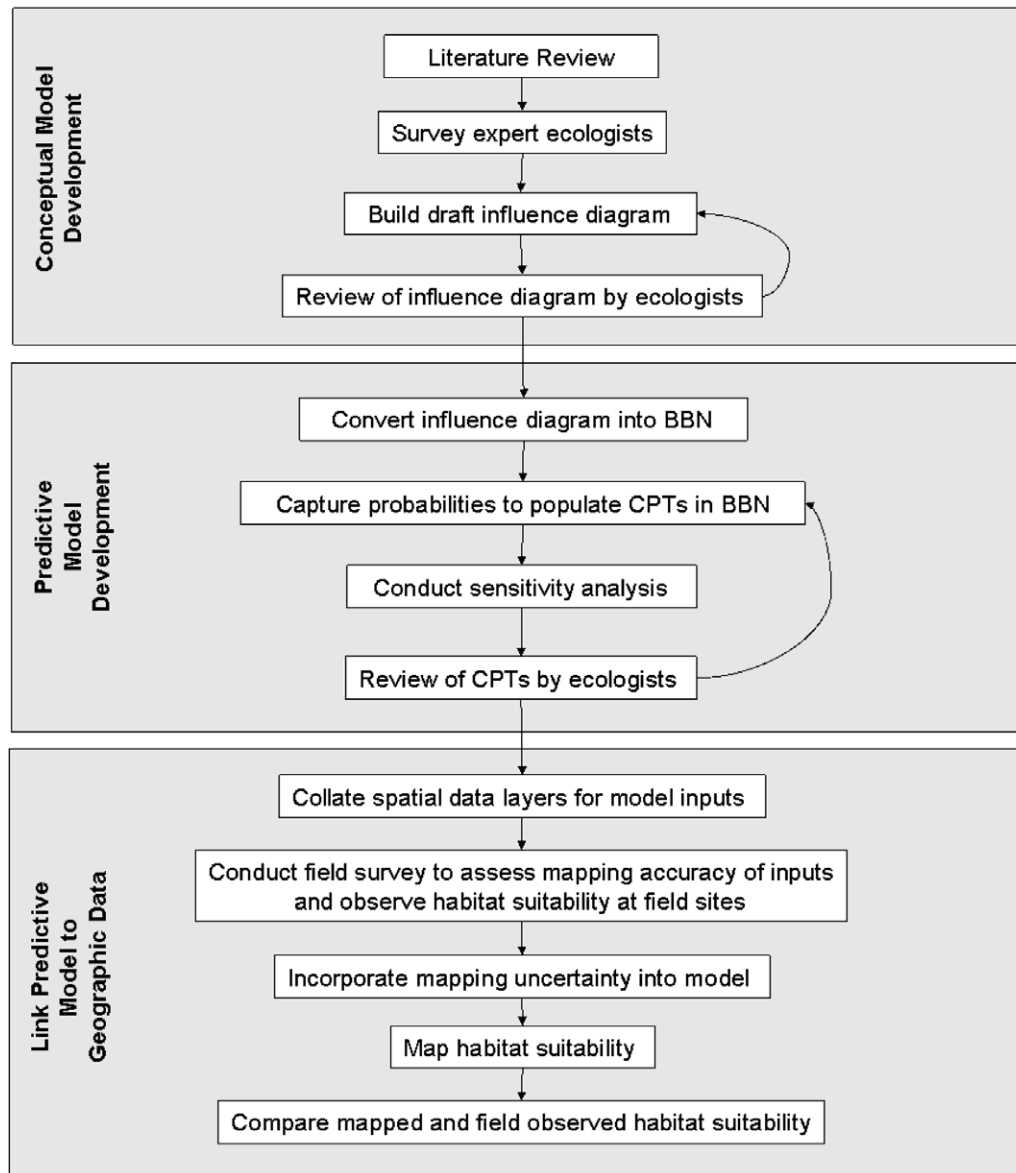 Conceptual Model
Development
Literature Review
Survey expert ecologists
Build draft influence diagram
Review of influence diagram by ecologists
Predictive
Model
Development
Convert influence diagram into BBN
Capture probabilities to populate CPTs in BBN
Conduct sensitivity analysis
Review of CPTs by ecologists
Link Predictive
Model to
Geographic Data
Collate spatial data layers for model inputs
Conduct field survey to assess mapping accuracy of inputs
and observe habitat suitability at field sites
Incorporate mapping uncertainty into model
Map habitat suitability
Compare mapped and field observed habitat suitability